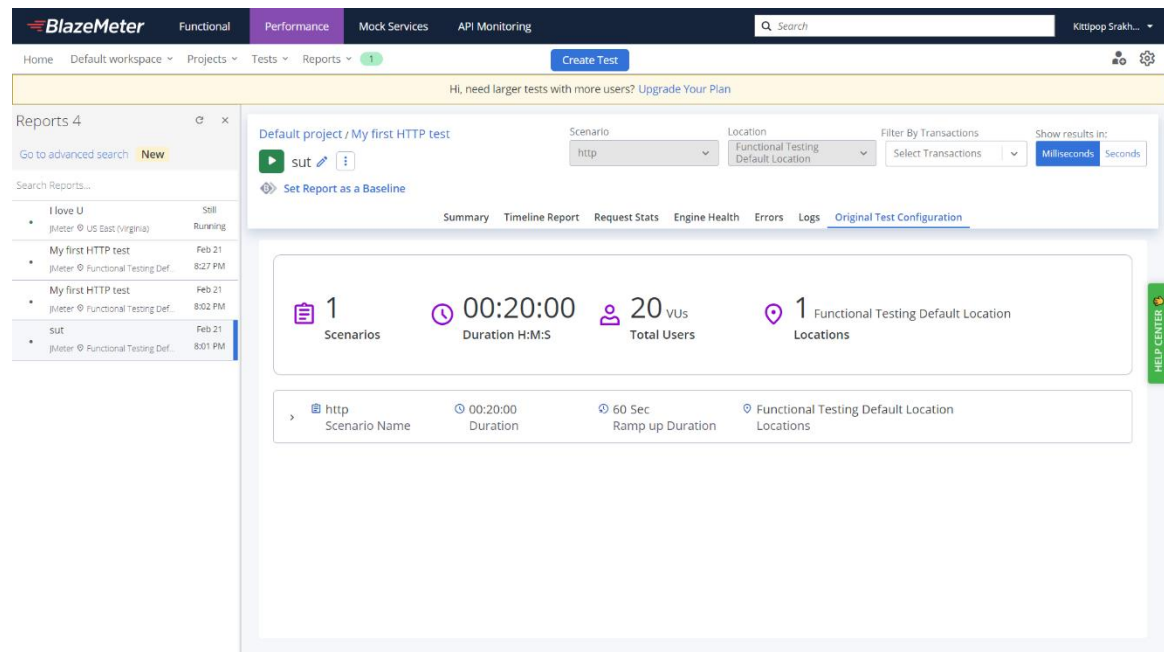 BlazeMeter Functional Performance Mock Services API Monitoring Search Kittipop Srakh...
Home Default workspace Projects Tests Reports 1 Create Test
Hi, need larger tests with more users? Upgrade Your Plan
Reports 4
Go to advanced search New
Search Reports...
I love U Still
JMeter US East (Virginia) Running
My first HTTP test Feb 21
JMeter Functional Testing Def... 8:27 PM
My first HTTP test Feb 21
JMeter Functional Testing Def... 8:02 PM
sut Feb 21
JMeter Functional Testing Def... 8:01 PM
Default project / My first HTTP test
sut
Set Report as a Baseline
Scenario
http
Location
Functional Testing
Default Location
Filter By Transactions
Select Transactions
Show results in:
Milliseconds Seconds
Summary Timeline Report Request Stats Engine Health Errors Logs Original Test Configuration
1
Scenarios
00:20:00
Duration H:M:S
20 VUs
Total Users
1 Functional Testing Default Location
Locations
http
Scenario Name
00:20:00
Duration
60 Sec
Ramp up Duration
Functional Testing Default Location
Locations
HELP CENTER